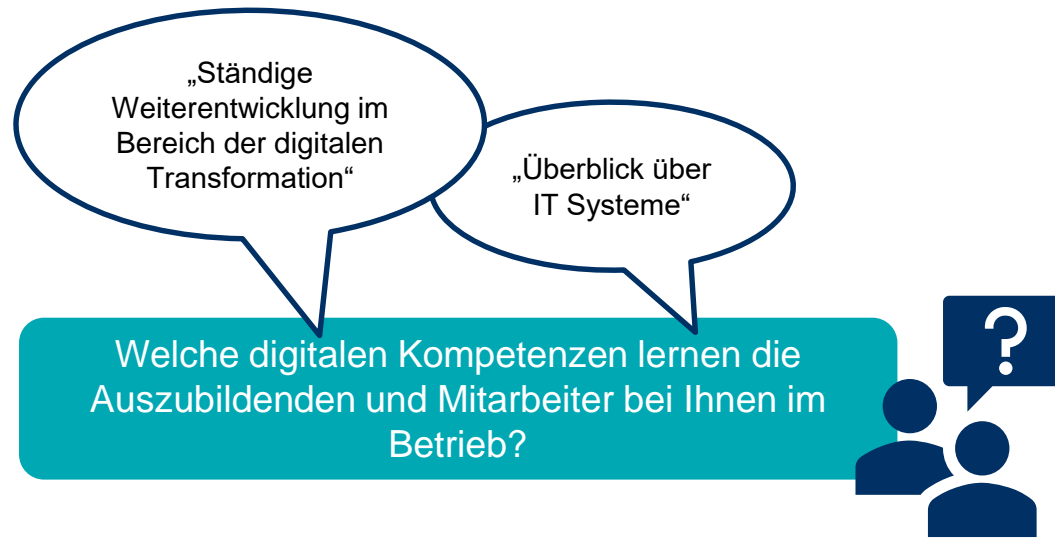 „Ständige
Weiterentwicklung im
Bereich der digitalen
Transformation“
„Überblick über
IT Systeme“
Welche digitalen Kompetenzen lernen die
Auszubildenden und Mitarbeiter bei Ihnen im
Betrieb?
?